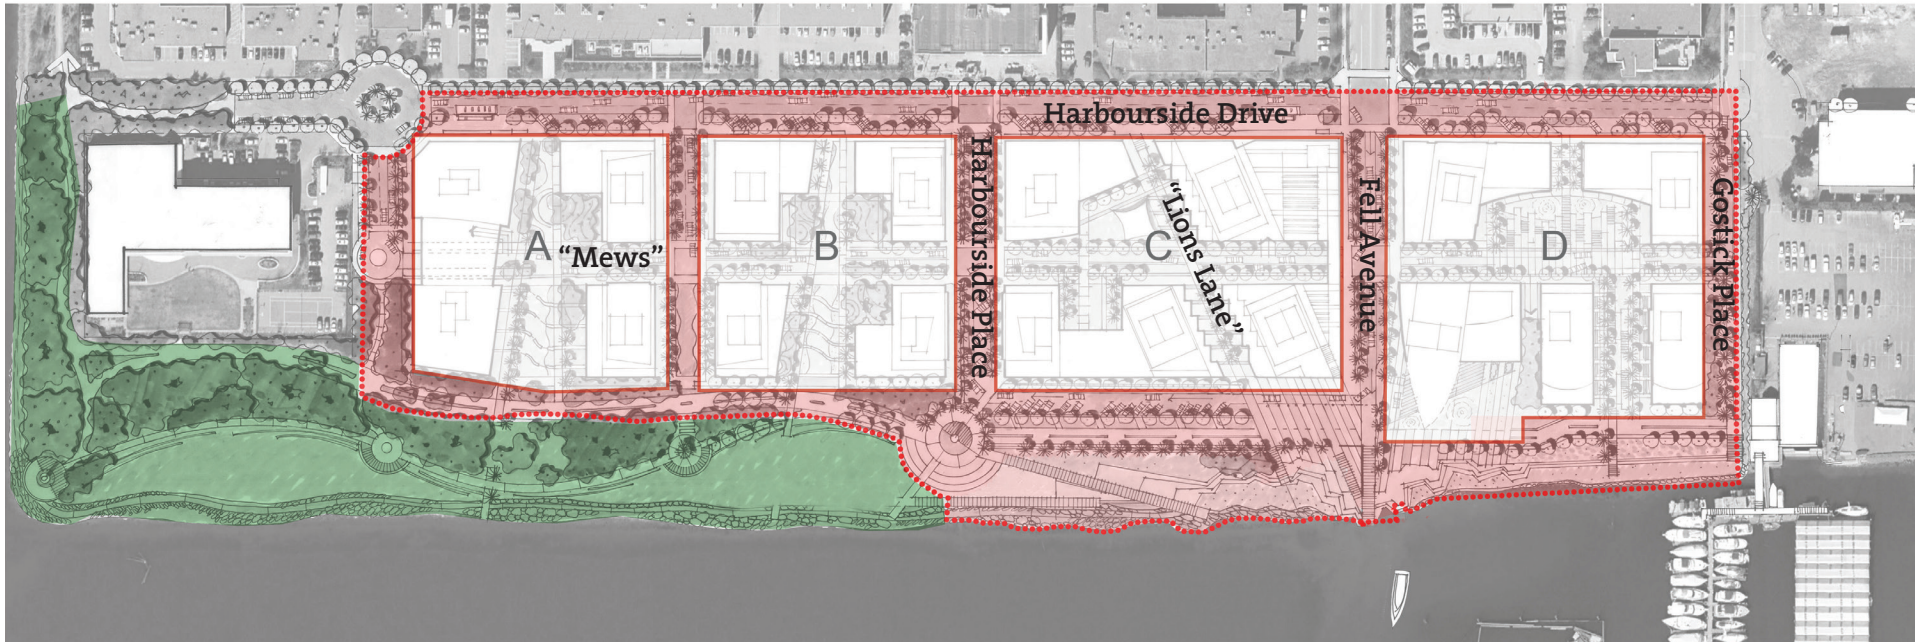 Harbourside Drive
A
“Mews”
B
Harbourside Place
C
“Lions Lane”
Fell Avenue
D
Gostick Place